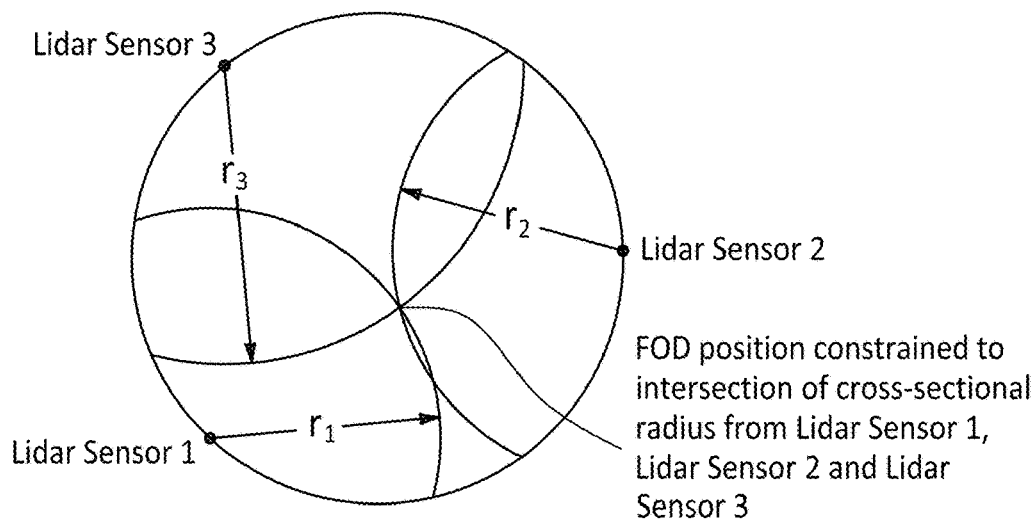 Lidar Sensor 3
r3
r2
Lidar Sensor 2
r1
Lidar Sensor 1
FOD position constrained to
intersection of cross-sectional
radius from Lidar Sensor 1,
Lidar Sensor 2 and Lidar
Sensor 3